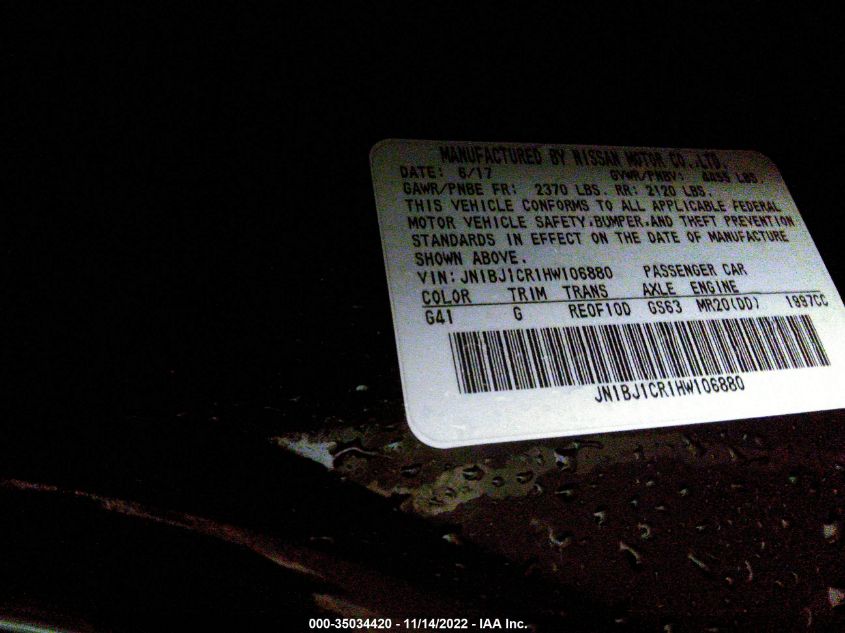 MANUFACTURED BY NISSAN MOTOR CO.,LTD.
DATE: 6/17 GVWR/PNBV: 4855 LBS.
GAWR/PNBE FR: 2370 LBS. RR: 2120 LBS.
THIS VEHICLE CONFORMS TO ALL APPLICABLE FEDERAL
MOTOR VEHICLE SAFETY,BUMPER,AND THEFT PREVENTION
STANDARDS IN EFFECT ON THE DATE OF MANUFACTURE
SHOWN ABOVE.
VIN: JN1BJ1CR1HW106880 PASSENGER CAR
COLOR TRIM TRANS AXLE ENGINE
G41 G RE0F10D GS63 MR20(DD) 1997CC
JN1BJ1CR1HW106880
000-35034420 - 11/14/2022 - IAA Inc.